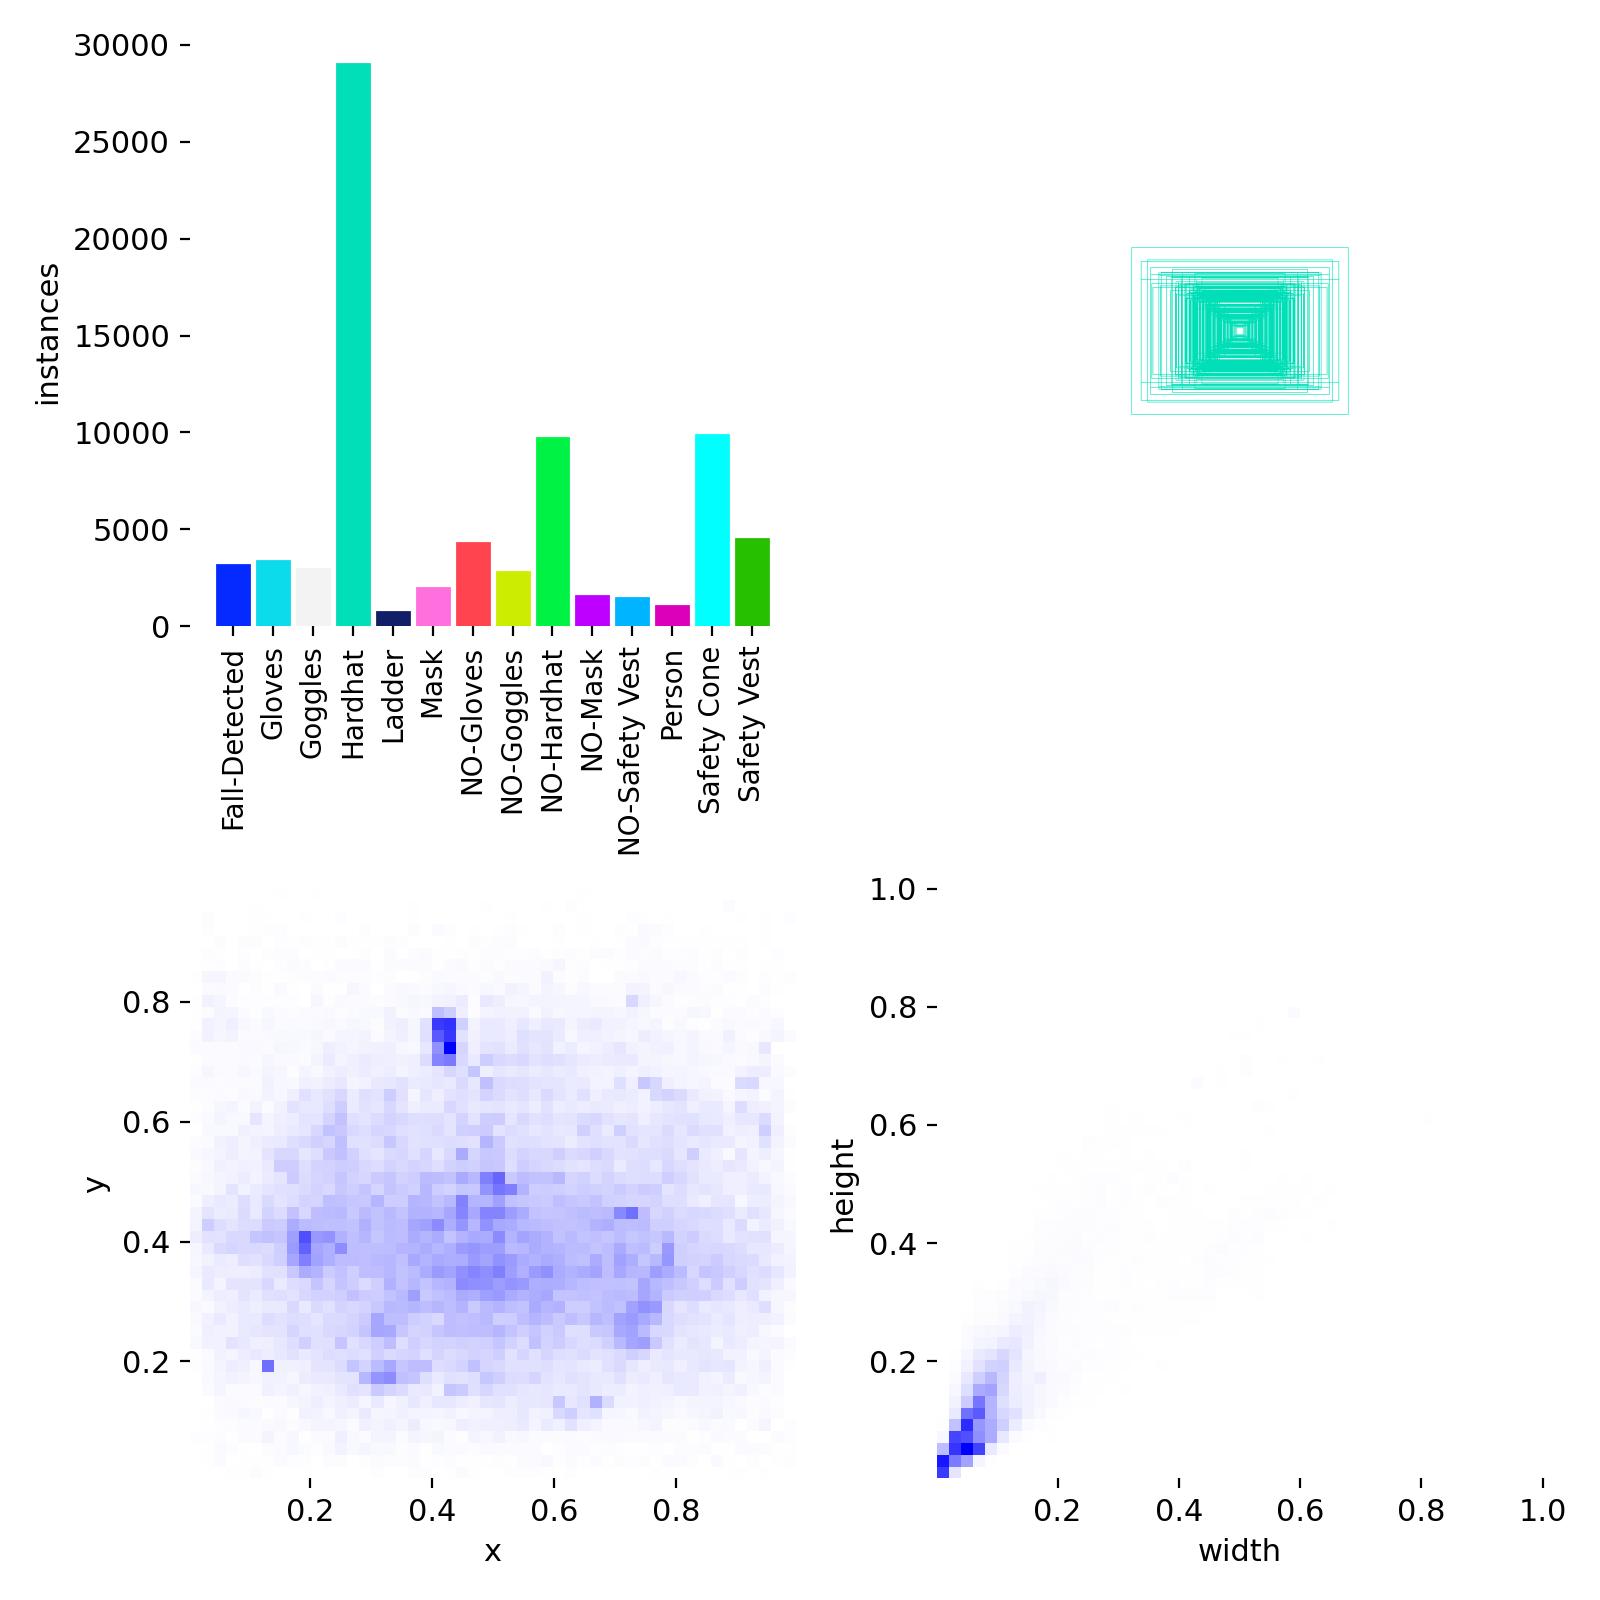 30000
25000
20000
15000
10000
5000
0
instances
Fall-Detected
Gloves
Goggles
Hardhat
Ladder
Mask
NO-Gloves
NO-Goggles
NO-Hardhat
NO-Mask
NO-Safety Vest
Person
Safety Cone
Safety Vest
0.8
0.6
0.4
0.2
y
0.2 0.4 0.6 0.8
x
1.0
0.8
0.6
0.4
0.2
height
0.2 0.4 0.6 0.8 1.0
width